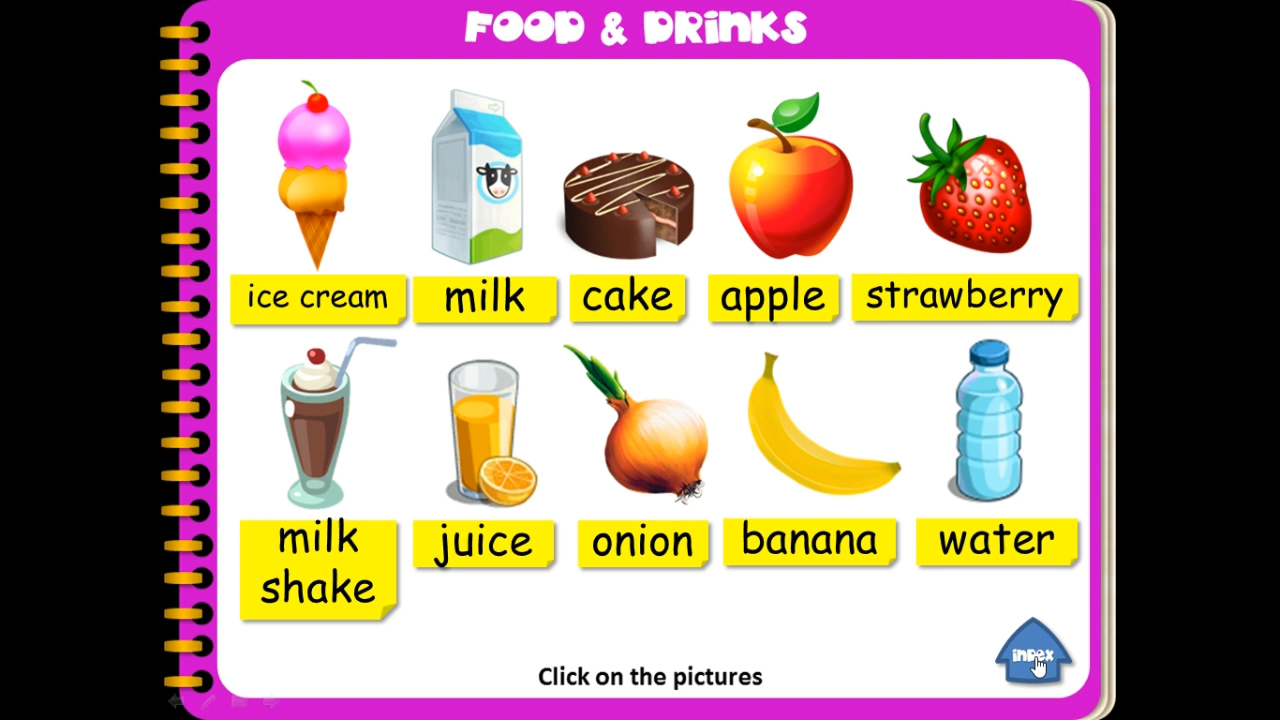 FOOD & DRINKS
ice cream
milk
cake
apple
strawberry
milk
shake
juice
onion
banana
water
INDEX
Click on the pictures